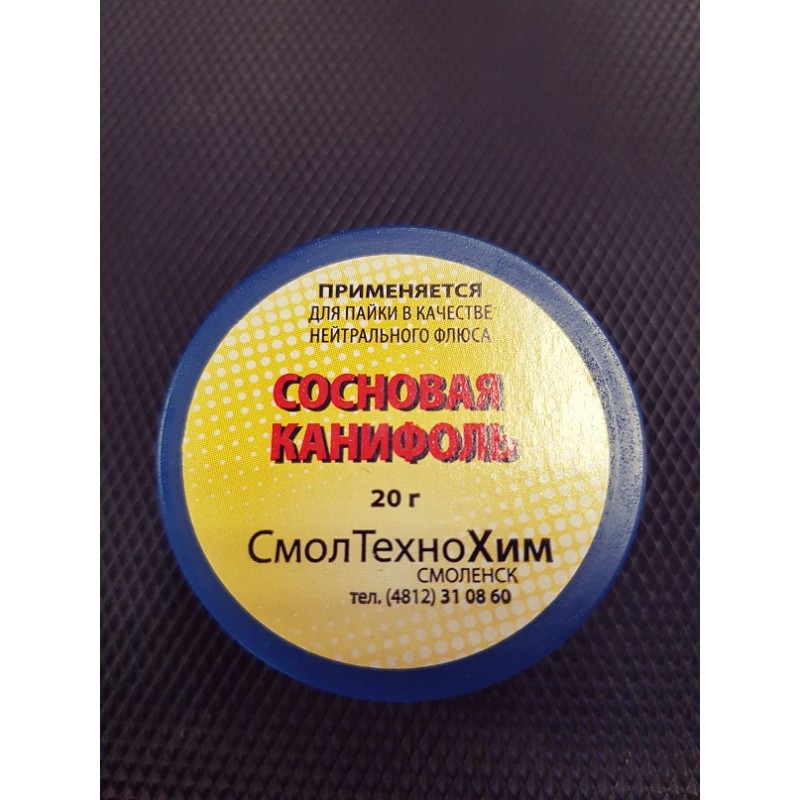 ПРИМЕНЯЕТСЯ
ДЛЯ ПАЙКИ В КАЧЕСТВЕ
НЕЙТРАЛЬНОГО ФЛЮСА
СОСНОВАЯ
КАНИФОЛЬ
20 г
СмолТехноХим
СМОЛЕНСК
тел. (4812) 31 08 60